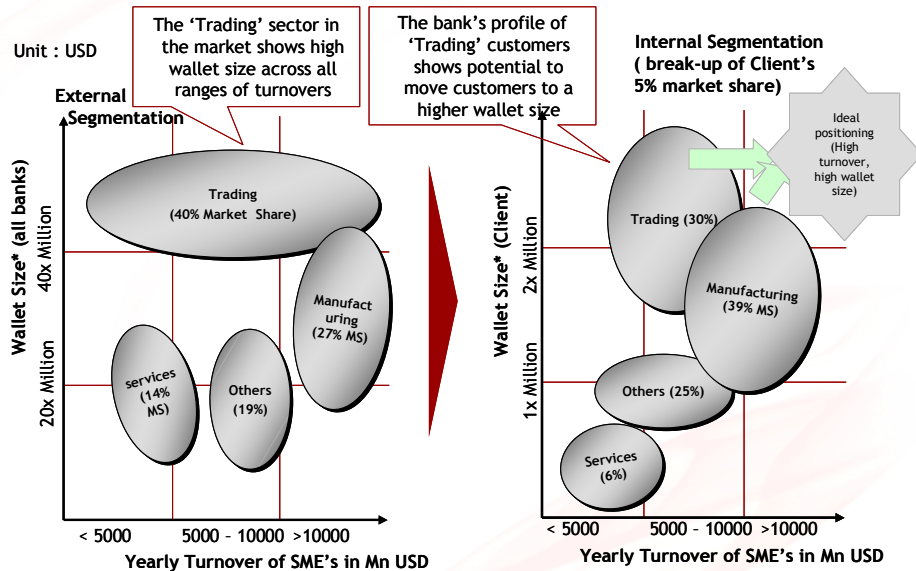 Unit : USD
The ‘Trading’ sector in
the market shows high
wallet size across all
ranges of turnovers
The bank’s profile of
‘Trading’ customers
shows potential to
move customers to a
higher wallet size
Internal Segmentation
( break-up of Client’s
5% market share)
External
Segmentation
Ideal
positioning
(High
turnover,
high wallet
size)
Wallet Size* (all banks)
40x Million
20x Million
Trading
(40% Market Share)
Manufact
uring
(27% MS)
services
(14%
MS)
Others
(19%)
< 5000
5000 – 10000
>10000
Yearly Turnover of SME’s in Mn USD
Wallet Size* (Client)
2x Million
1x Million
Trading (30%)
Manufacturing
(39% MS)
Others (25%)
Services
(6%)
< 5000
5000 – 10000
>10000
Yearly Turnover of SME’s in Mn USD